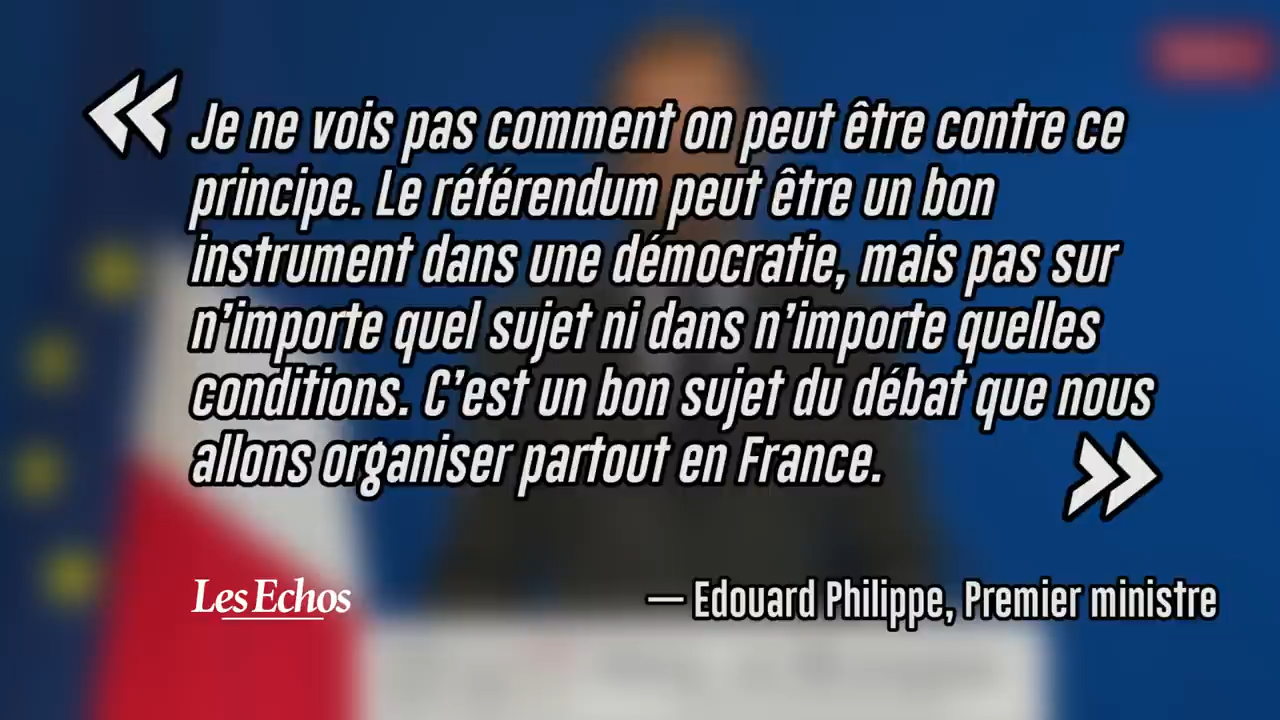 « Je ne vois pas comment on peut être contre ce
principe. Le référendum peut être un bon
instrument dans une démocratie, mais pas sur
n'importe quel sujet ni dans n'importe quelles
conditions. C'est un bon sujet du débat que nous
allons organiser partout en France. »
Les Echos
— Edouard Philippe, Premier ministre